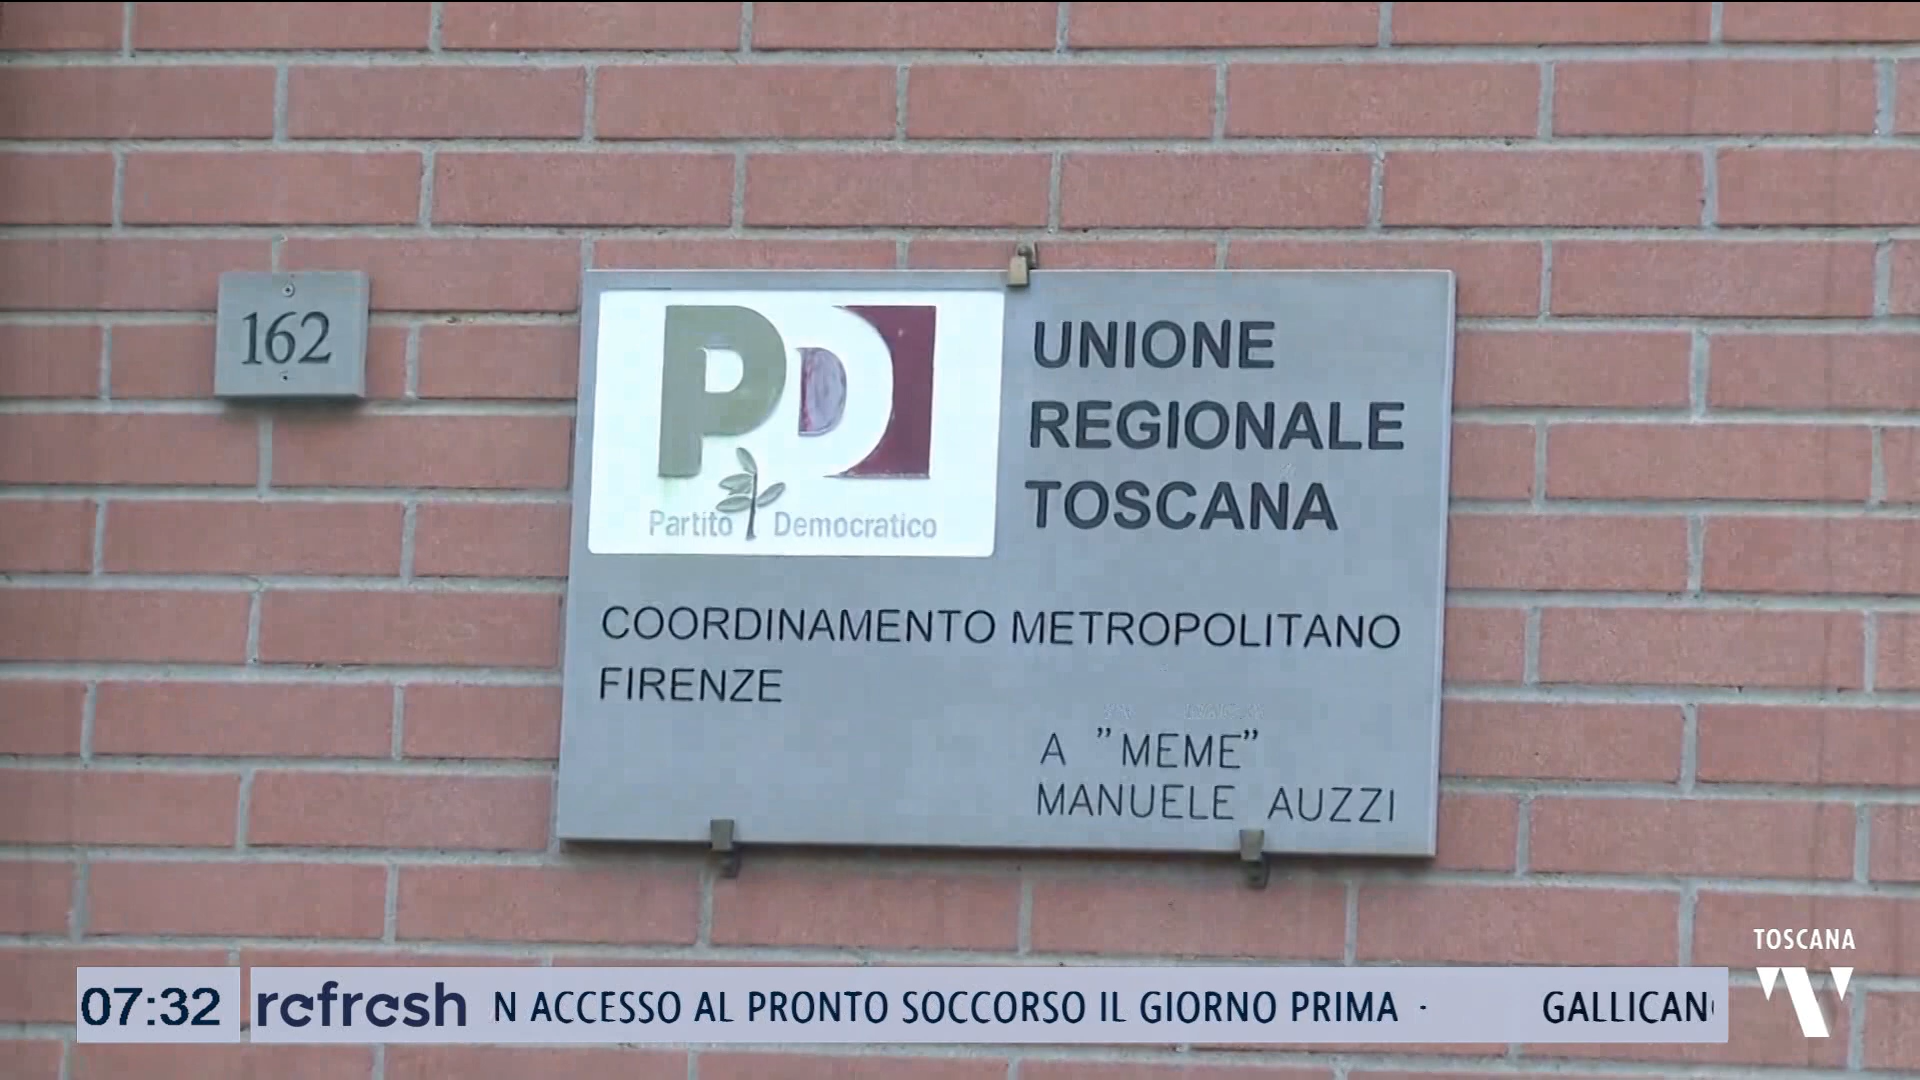 162
PD
Partito Democratico
UNIONE
REGIONALE
TOSCANA
COORDINAMENTO METROPOLITANO
FIRENZE
A "MEME"
MANUELE AUZZI
TOSCANA
TV
07:32
refresh
N ACCESSO AL PRONTO SOCCORSO IL GIORNO PRIMA · GALLICAN